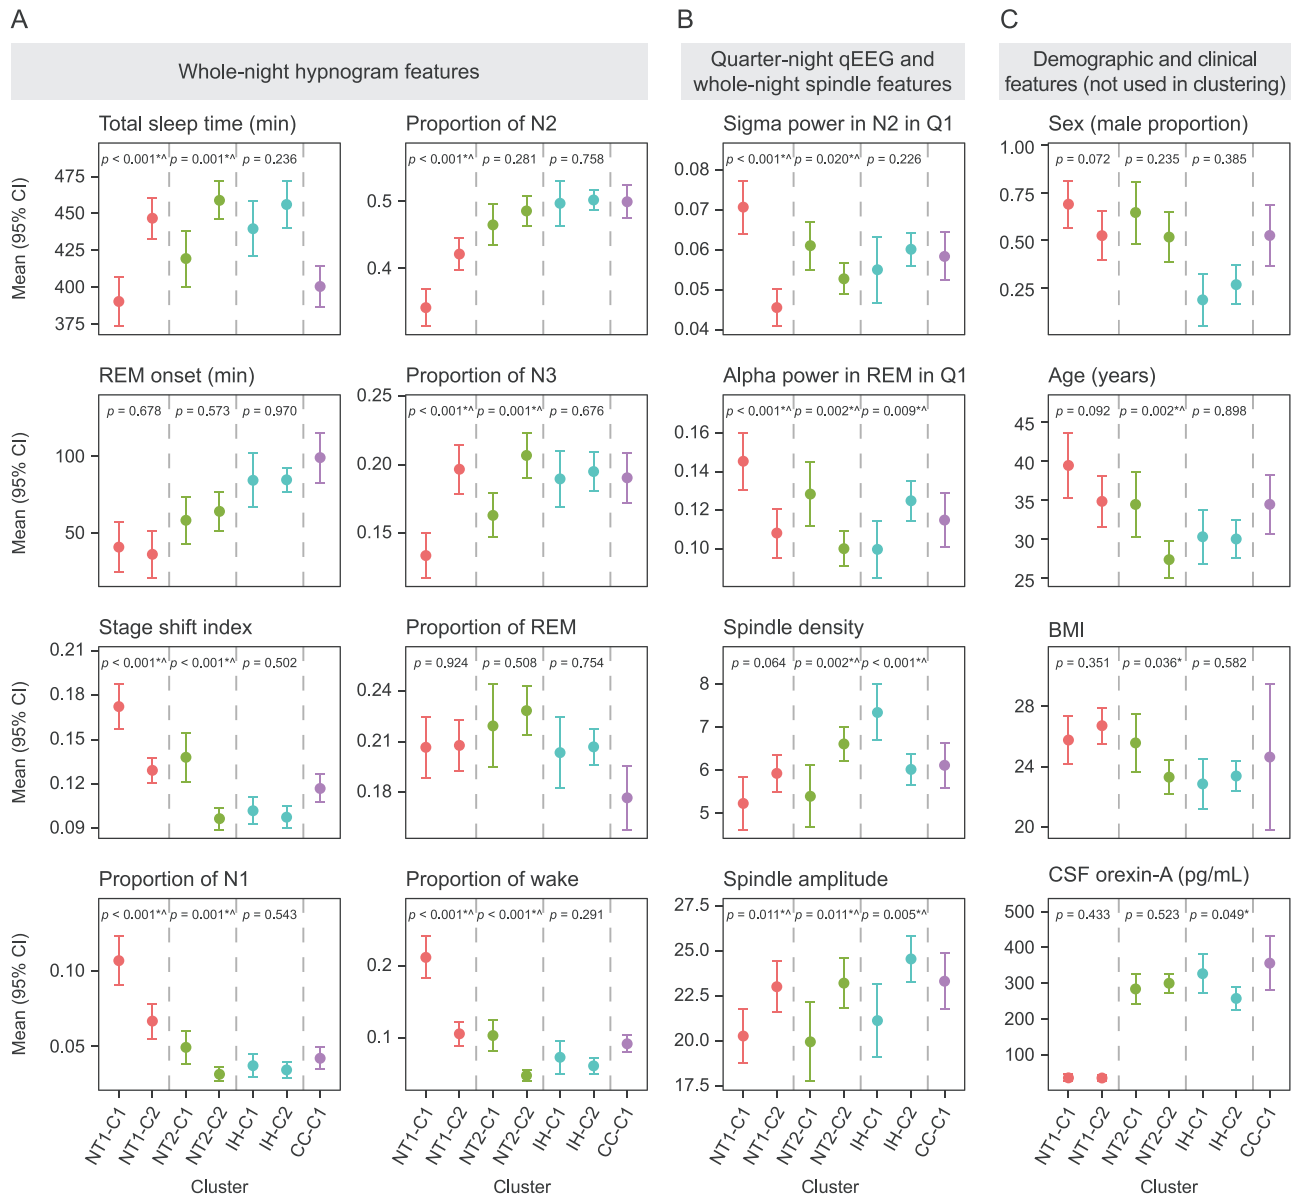 A
B
C
Whole-night hypnogram features
Quarter-night qEEG and
whole-night spindle features
Demographic and clinical
features (not used in clustering)
Total sleep time (min)
p < 0.001*^ p = 0.001*^ p = 0.236
475
450
425
400
375
Mean (95% CI)
Proportion of N2
p < 0.001*^ p = 0.281 p = 0.758
0.5
0.4
Sigma power in N2 in Q1
p < 0.001*^ p = 0.020*^ p = 0.226
0.08
0.07
0.06
0.05
0.04
Sex (male proportion)
p = 0.072 p = 0.235 p = 0.385
1.00
0.75
0.50
0.25
REM onset (min)
p = 0.678 p = 0.573 p = 0.970
100
50
Mean (95% CI)
Proportion of N3
p < 0.001*^ p = 0.001*^ p = 0.676
0.25
0.20
0.15
Alpha power in REM in Q1
p < 0.001*^ p = 0.002*^ p = 0.009*^
0.16
0.14
0.12
0.10
Age (years)
p = 0.092 p = 0.002*^ p = 0.898
45
40
35
30
25
Stage shift index
p < 0.001*^ p < 0.001*^ p = 0.502
0.21
0.18
0.15
0.12
0.09
Mean (95% CI)
Proportion of REM
p = 0.924 p = 0.508 p = 0.754
0.24
0.21
0.18
Spindle density
p = 0.064 p = 0.002*^ p < 0.001*^
8
7
6
5
BMI
p = 0.351 p = 0.036* p = 0.582
28
24
20
Proportion of N1
p < 0.001*^ p = 0.001*^ p = 0.543
0.10
0.05
Mean (95% CI)
Proportion of wake
p < 0.001*^ p < 0.001*^ p = 0.291
0.2
0.1
Spindle amplitude
p = 0.011*^ p = 0.011*^ p = 0.005*^
27.5
25.0
22.5
20.0
17.5
CSF orexin-A (pg/mL)
p = 0.433 p = 0.523 p = 0.049*
500
400
300
200
100
NT1-C1 NT1-C2 NT2-C1 NT2-C2 IH-C1 IH-C2 CC-C1
Cluster
NT1-C1 NT1-C2 NT2-C1 NT2-C2 IH-C1 IH-C2 CC-C1
Cluster
NT1-C1 NT1-C2 NT2-C1 NT2-C2 IH-C1 IH-C2 CC-C1
Cluster
NT1-C1 NT1-C2 NT2-C1 NT2-C2 IH-C1 IH-C2 CC-C1
Cluster